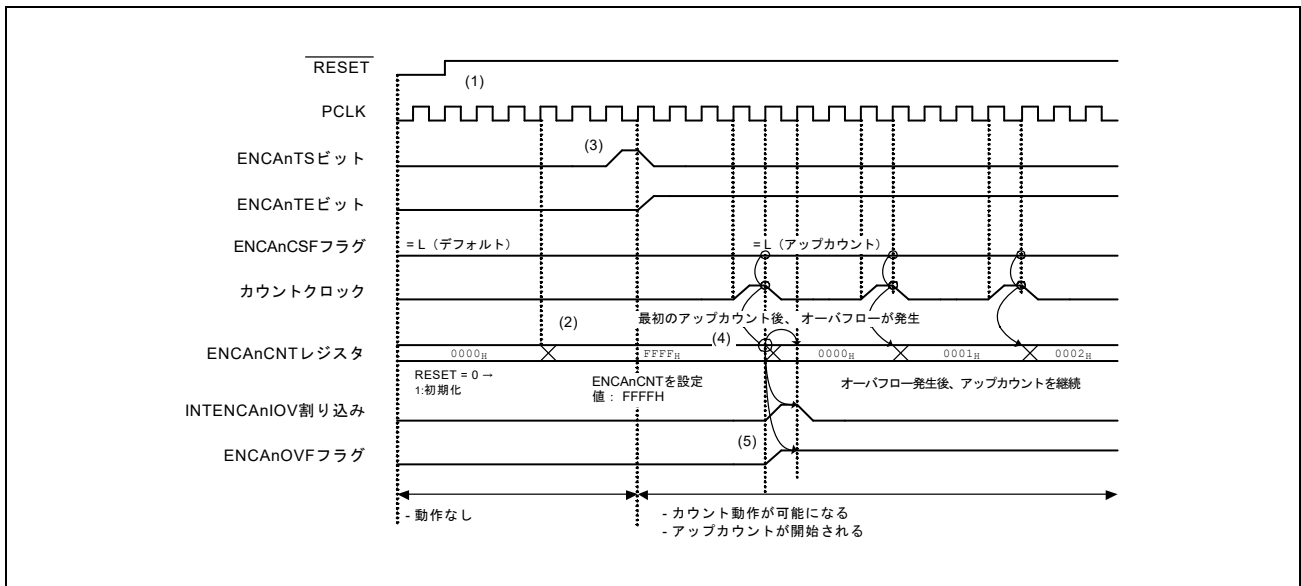 RESET
(1)
PCLK
ENCAnTSビット
(3)
ENCAnTEビット
ENCAnCSFフラグ
= L（デフォルト）
= L（アップカウント）
カウントクロック
最初のアップカウント後、オーバフローが発生
(2)
(4)
ENCAnCNTレジスタ
0000H
FFFFH
0000H
0001H
0002H
RESET = 0 →
1:初期化
ENCAnCNTを設定
値： FFFFH
オーバフロー発生後、アップカウントを継続
INTENCAnIOV割り込み
(5)
ENCAnOVFフラグ
- 動作なし
- カウント動作が可能になる
- アップカウントが開始される